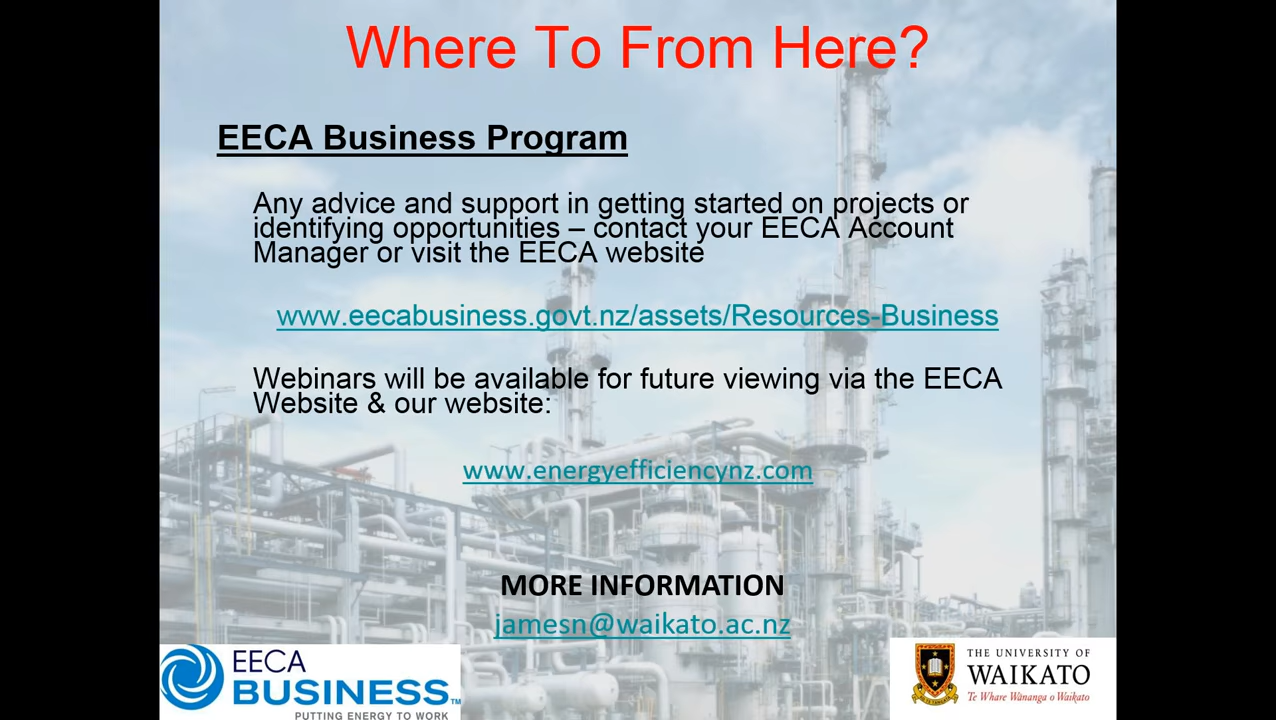 Where To From Here?
EECA Business Program
Any advice and support in getting started on projects or
identifying opportunities – contact your EECA Account
Manager or visit the EECA website
www.eecabusiness.govt.nz/assets/Resources-Business
Webinars will be available for future viewing via the EECA
Website & our website:
www.energyefficiencynz.com
MORE INFORMATION
jamesn@waikato.ac.nz
EECA
BUSINESS™
PUTTING ENERGY TO WORK
THE UNIVERSITY OF
WAIKATO
Te Whare Wānanga o Waikato